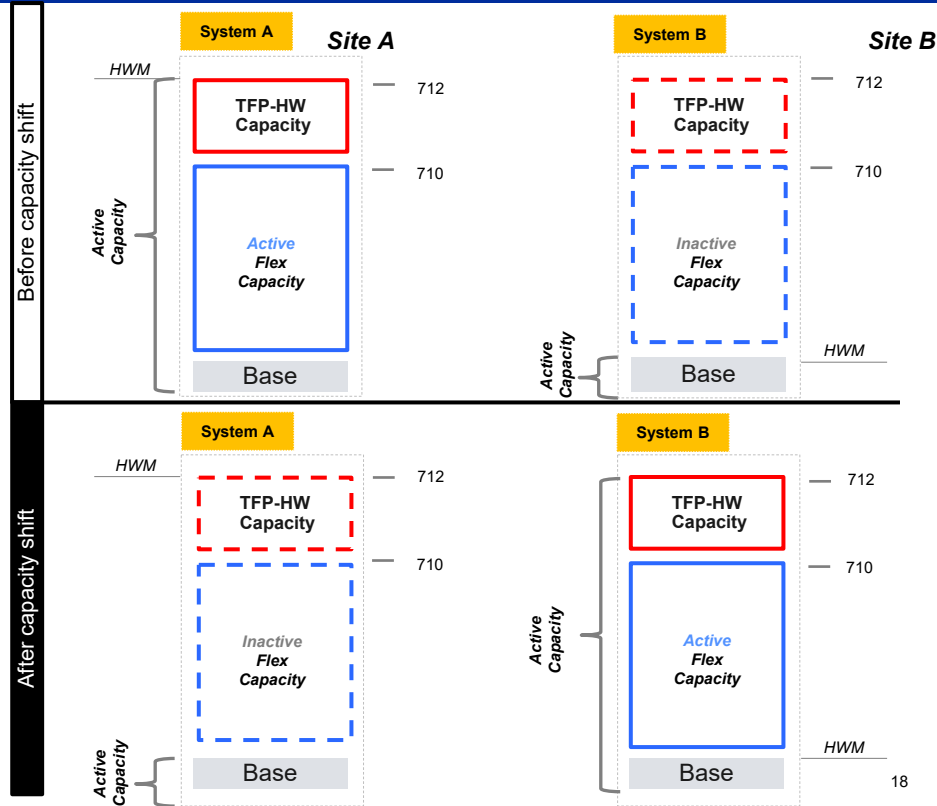 Before capacity shift
System A
Site A
HWM
TFP-HW
Capacity
712
710
Active
Capacity
Active
Flex
Capacity
Base
System B
Site B
TFP-HW
Capacity
712
710
Inactive
Flex
Capacity
Active
Capacity
HWM
Base
After capacity shift
System A
HWM
TFP-HW
Capacity
712
710
Inactive
Flex
Capacity
Active
Capacity
Base
System B
TFP-HW
Capacity
712
710
Active
Capacity
Active
Flex
Capacity
HWM
Base
18